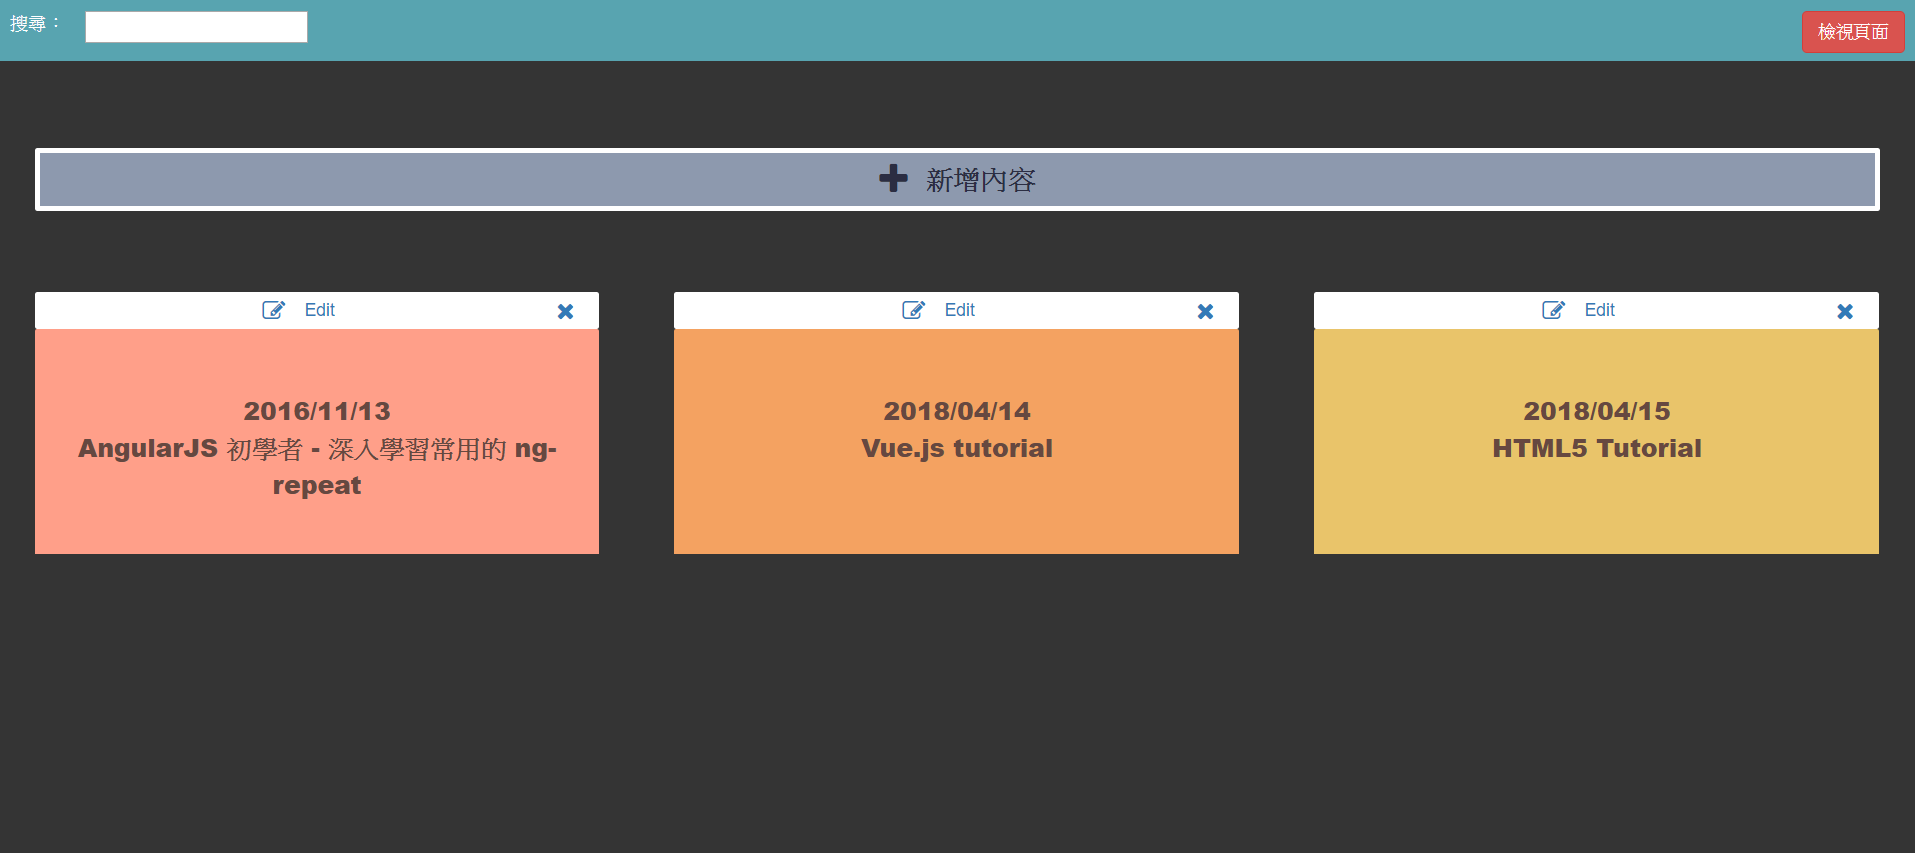 搜尋：
檢視頁面
新增內容
Edit
Edit
Edit
2016/11/13
AngularJS 初學者 - 深入學習常用的 ng-
repeat
2018/04/14
Vue.js tutorial
2018/04/15
HTML5 Tutorial